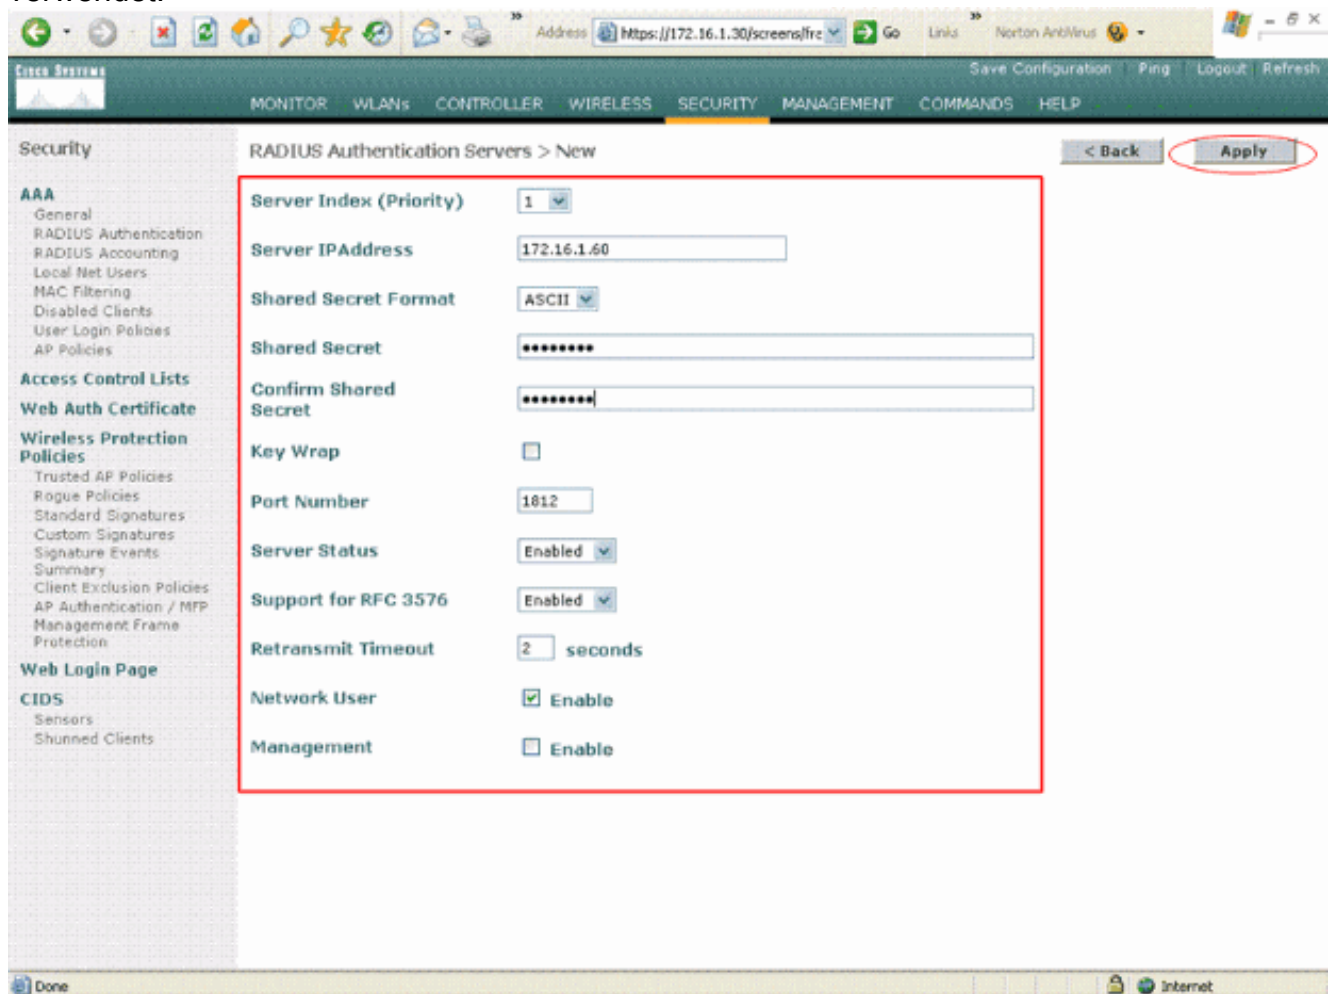 verwendet.
Address https://172.16.1.30/screens/fre Go Links Norton AntiVirus
CISCO SYSTEMS
Save Configuration Ping Logout Refresh
MONITOR WLANs CONTROLLER WIRELESS SECURITY MANAGEMENT COMMANDS HELP
Security
AAA
General
RADIUS Authentication
RADIUS Accounting
Local Net Users
MAC Filtering
Disabled Clients
User Login Policies
AP Policies
Access Control Lists
Web Auth Certificate
Wireless Protection
Policies
Trusted AP Policies
Rogue Policies
Standard Signatures
Custom Signatures
Signature Events
Summary
Client Exclusion Policies
AP Authentication / MFP
Management Frame
Protection
Web Login Page
CIDS
Sensors
Shunned Clients
RADIUS Authentication Servers > New
< Back Apply
Server Index (Priority) 1
Server IPAddress 172.16.1.60
Shared Secret Format ASCII
Shared Secret ••••••••
Confirm Shared
Secret ••••••••
Key Wrap
Port Number 1812
Server Status Enabled
Support for RFC 3576 Enabled
Retransmit Timeout 2 seconds
Network User Enable
Management Enable
Done Internet